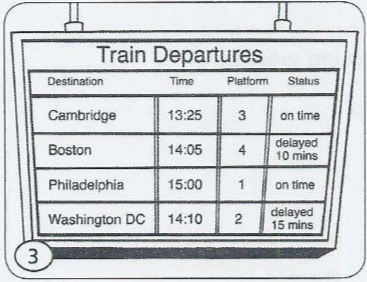 Train Departures
Destination Time Platform Status
Cambridge 13:25 3 on time
Boston 14:05 4 delayed 10 mins
Philadelphia 15:00 1 on time
Washington DC 14:10 2 delayed 15 mins
3